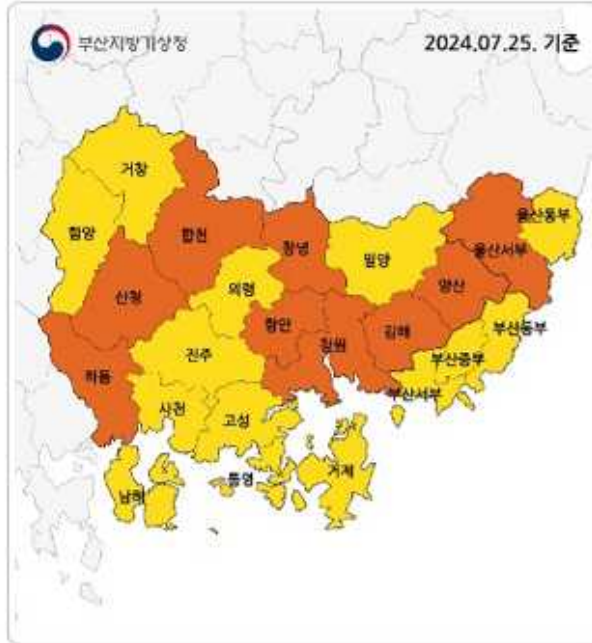 부산지방기상청
2024.07.25. 기준
거창
함양
합천
창녕
밀양
울산동부
울산서부
산청
의령
양산
함안
창원
김해
진주
부산동부
부산중부
하동
부산서부
사천
고성
통영
거제
남해